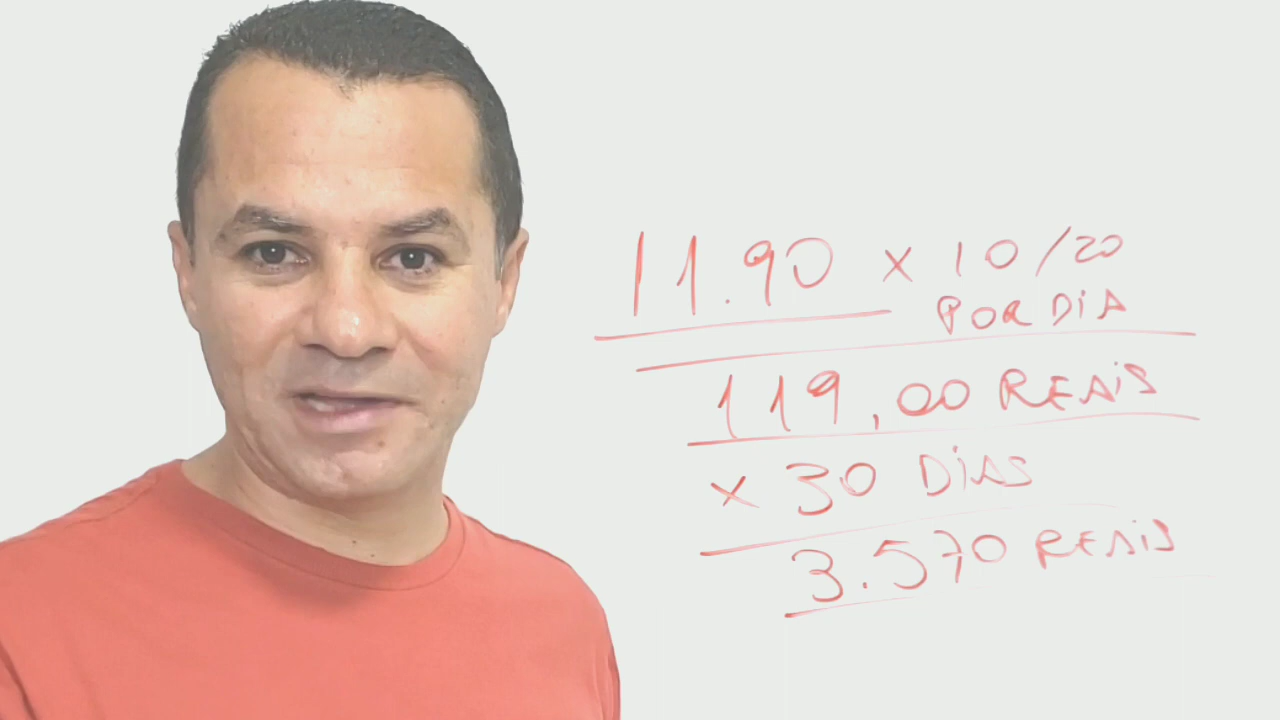 11.90 x 10/20
POR DIA
119,00 REAIS
x 30 DIAS
3.570 REAIS